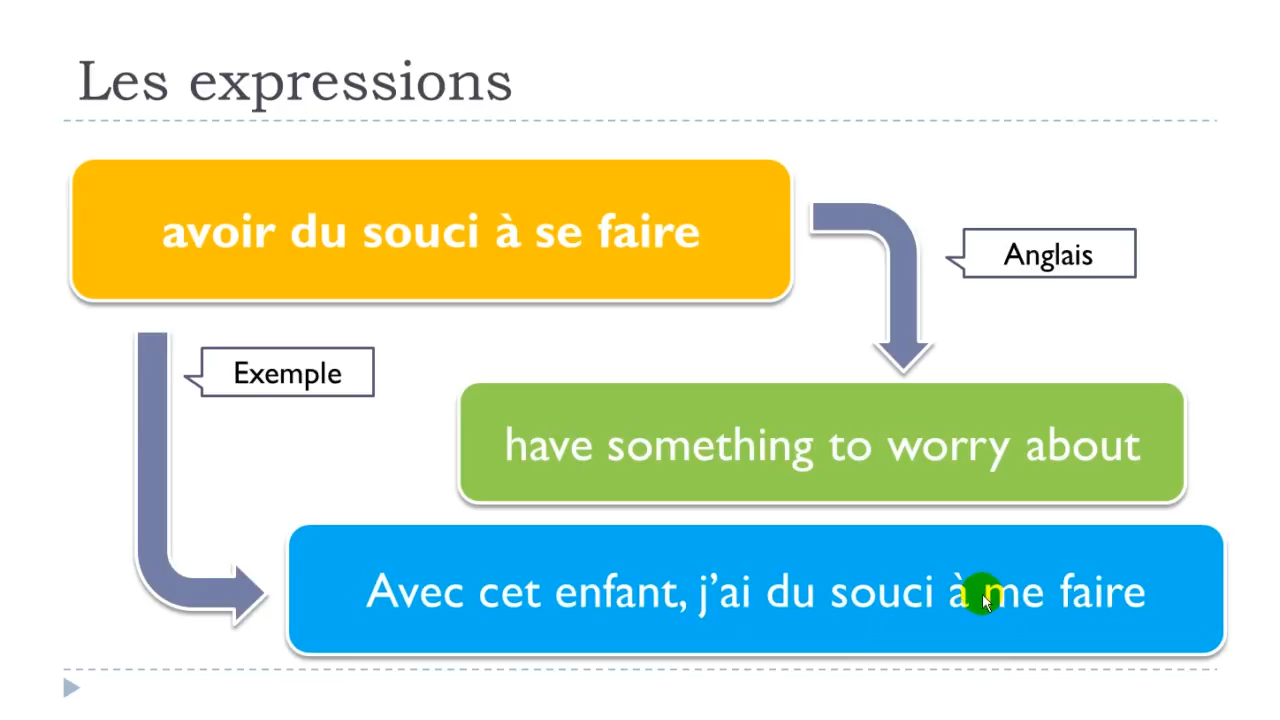 Les expressions
avoir du souci à se faire
Anglais
Exemple
have something to worry about
Avec cet enfant, j’ai du souci à me faire